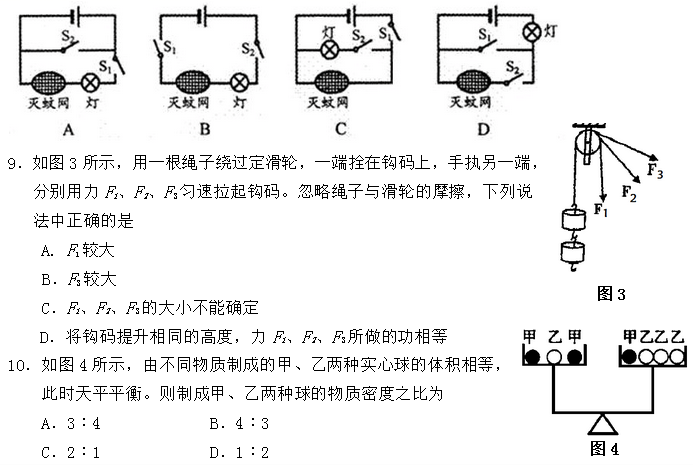 S₂ S₁ 灭蚊网 灯 A
S₁ S₂ 灭蚊网 灯 B
灯 S₂ S₁ 灭蚊网 C
灯 S₁ S₂ 灭蚊网 D
9. 如图3所示，用一根绳子绕过定滑轮，一端拴在钩码上，手执另一端，
分别用力 F₁、F₂、F₃匀速拉起钩码。忽略绳子与滑轮的摩擦，下列说
法中正确的是
A. F₁较大
B. F₃较大
C. F₁、F₂、F₃的大小不能确定
D. 将钩码提升相同的高度，力 F₁、F₂、F₃所做的功相等
F₃
F₂
F₁
图3
10. 如图4所示，由不同物质制成的甲、乙两种实心球的体积相等，
此时天平平衡。则制成甲、乙两种球的物质密度之比为
A. 3∶4 B. 4∶3
C. 2∶1 D. 1∶2
甲 乙 甲 甲乙乙乙
图4